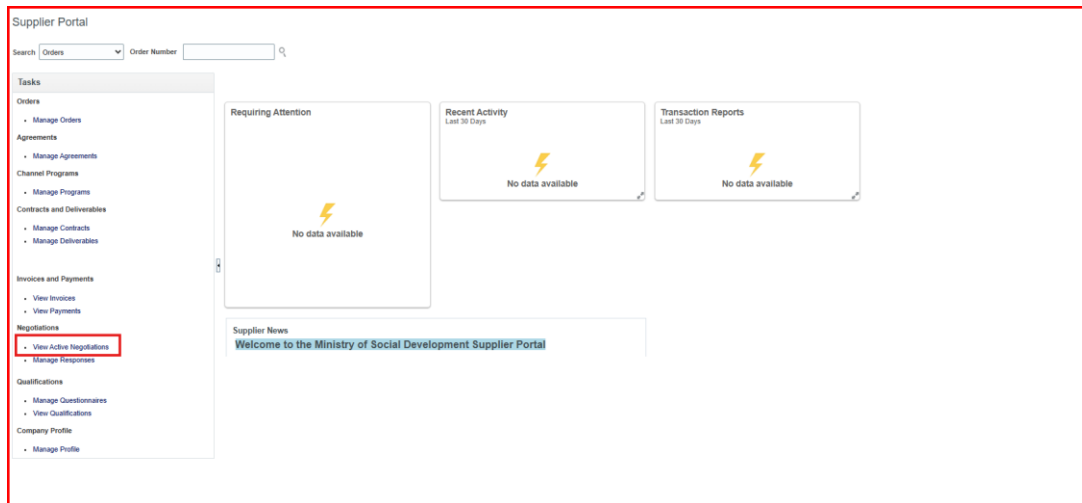 Supplier Portal
Search Orders Order Number
Tasks
Orders
Manage Orders
Agreements
Manage Agreements
Channel Programs
Manage Programs
Contracts and Deliverables
Manage Contracts
Manage Deliverables
Invoices and Payments
View Invoices
View Payments
Negotiations
View Active Negotiations
Manage Responses
Qualifications
Manage Questionnaires
View Qualifications
Company Profile
Manage Profile
Requiring Attention
No data available
Recent Activity
Last 30 Days
No data available
Transaction Reports
Last 30 Days
No data available
Supplier News
Welcome to the Ministry of Social Development Supplier Portal